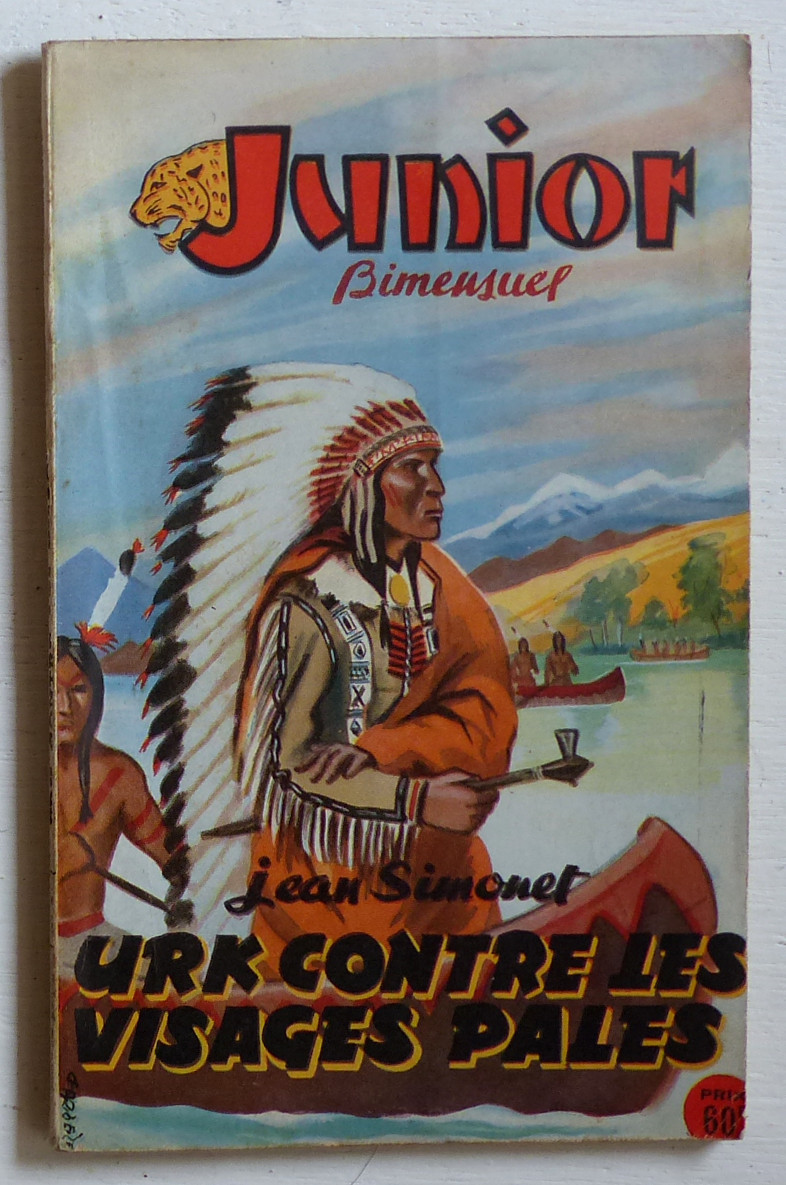 Junior
Bimensuel
jean Simonet
URK CONTRE LES
VISAGES PALES
PRIX
60F